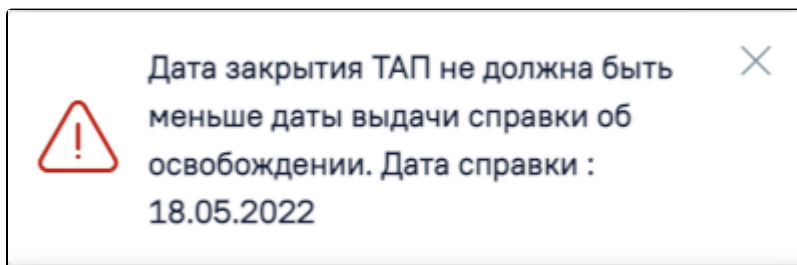 Дата закрытия ТАП не должна быть
меньше даты выдачи справки об
освобождении. Дата справки :
18.05.2022